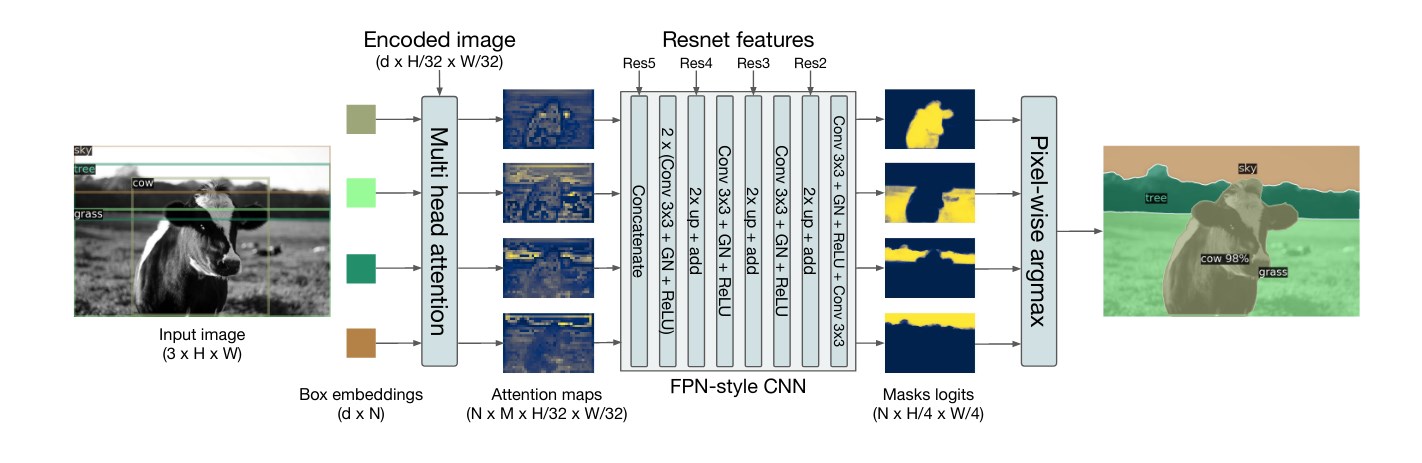 Encoded image
(d x H/32 x W/32)
Resnet features
Res5
Res4
Res3
Res2
sky
tree
cow
grass
Input image
(3 x H x W)
Box embeddings
(d x N)
Multi head attention
Attention maps
(N x M x H/32 x W/32)
Concatenate
2 x (Conv 3x3 + GN + ReLU)
2x up + add
Conv 3x3 + GN + ReLU
2x up + add
Conv 3x3 + GN + ReLU
2x up + add
Conv 3x3 + GN + ReLU + Conv 3x3
FPN-style CNN
Masks logits
(N x H/4 x W/4)
Pixel-wise argmax
sky
tree
cow 98%
grass